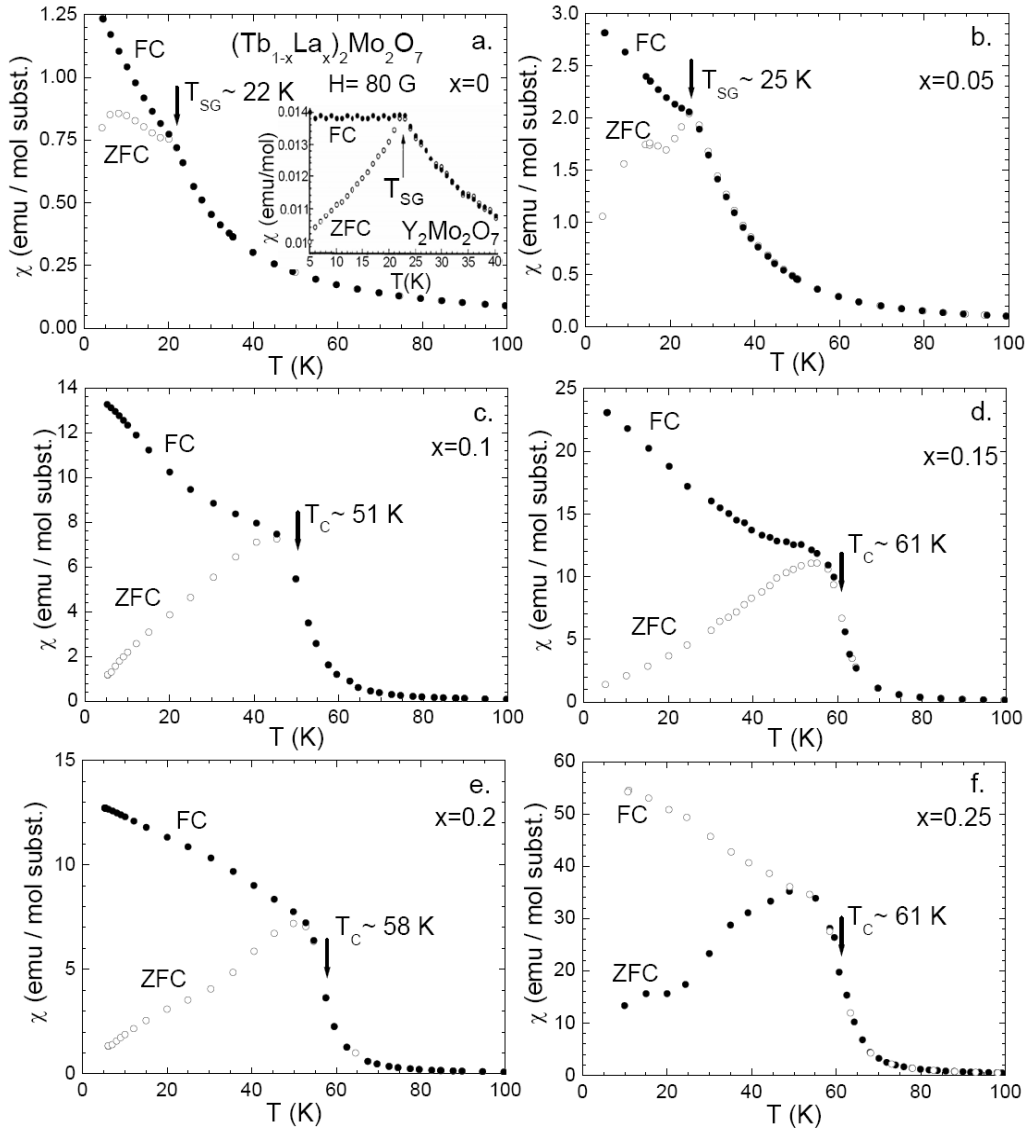 a.
(Tb1-xLax)2Mo2O7
H= 80 G
x=0
FC
TSG~ 22 K
ZFC
χ (emu / mol subst.)
1.25
1.00
0.75
0.50
0.25
0.00
0 20 40 60 80 100
T (K)
χ (emu/mol)
0.014
0.013
0.011
0.01
FC
TSG
ZFC
Y2Mo2O7
5 10 15 20 25 30 35 40
T(K)
b.
x=0.05
FC
TSG~ 25 K
ZFC
χ (emu / mol subst.)
3.0
2.5
2.0
1.5
1.0
0.5
0.0
0 20 40 60 80 100
T (K)
c.
x=0.1
FC
TC~ 51 K
ZFC
χ (emu / mol subst.)
14
12
10
8
6
4
2
0
0 20 40 60 80 100
T (K)
d.
x=0.15
FC
TC~ 61 K
ZFC
χ (emu / mol subst.)
25
20
15
10
5
0
0 20 40 60 80 100
T (K)
e.
x=0.2
FC
TC~ 58 K
ZFC
χ (emu / mol subst.)
15
10
5
0
0 20 40 60 80 100
T (K)
f.
x=0.25
FC
TC~ 61 K
ZFC
χ (emu / mol subst.)
60
50
40
30
20
10
0
0 20 40 60 80 100
T (K)